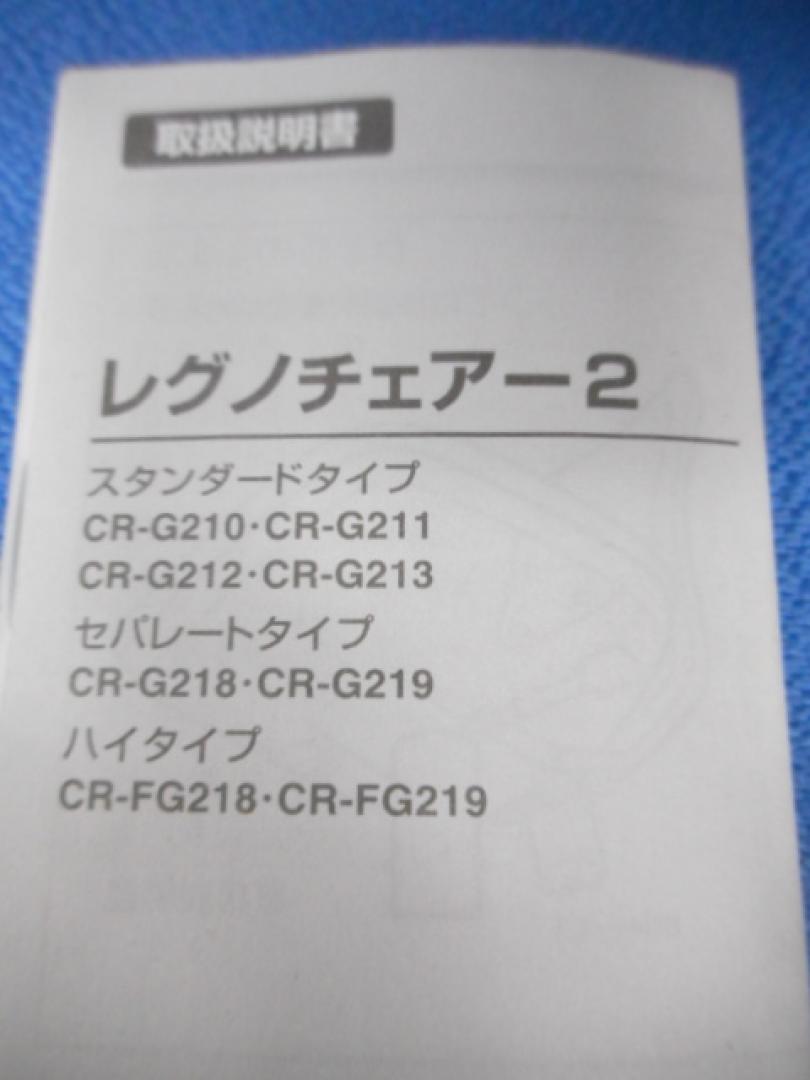 取扱説明書
レグノチェアー2
スタンダードタイプ
CR-G210・CR-G211
CR-G212・CR-G213
セパレートタイプ
CR-G218・CR-G219
ハイタイプ
CR-FG218・CR-FG219